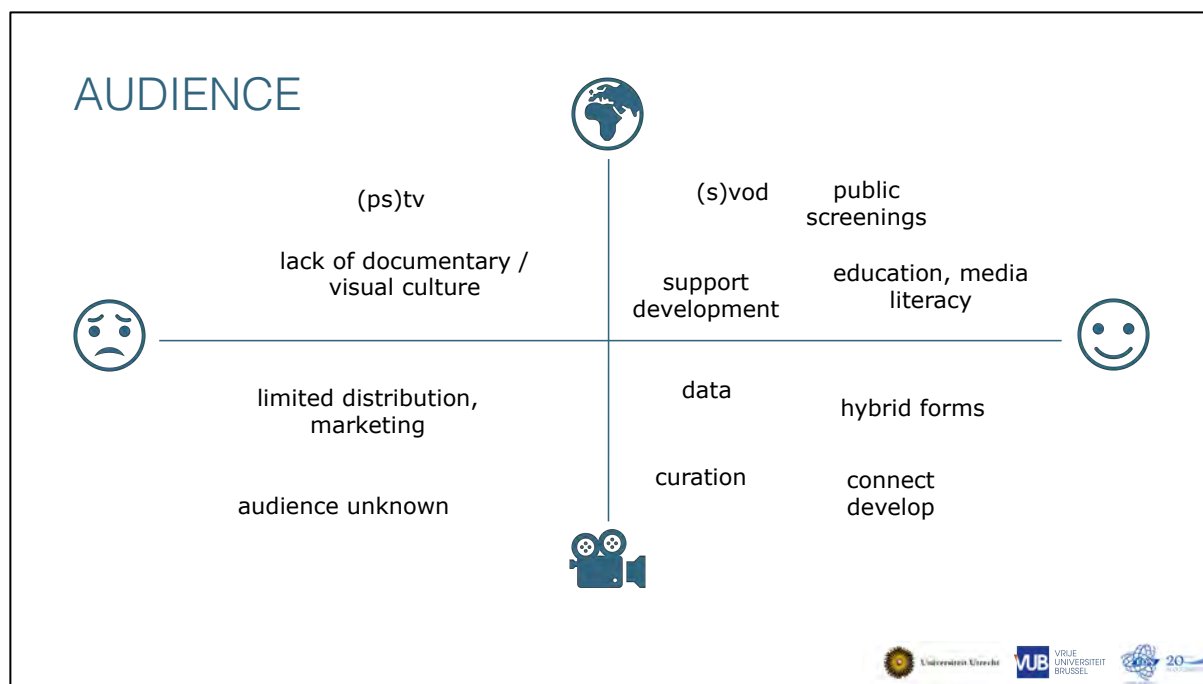 AUDIENCE
(ps)tv
(s)vod
public
screenings
lack of documentary /
visual culture
support
development
education, media
literacy
limited distribution,
marketing
data
hybrid forms
audience unknown
curation
connect
develop
Universiteit Utrecht
VUB
VRIJE
UNIVERSITEIT
BRUSSEL
20